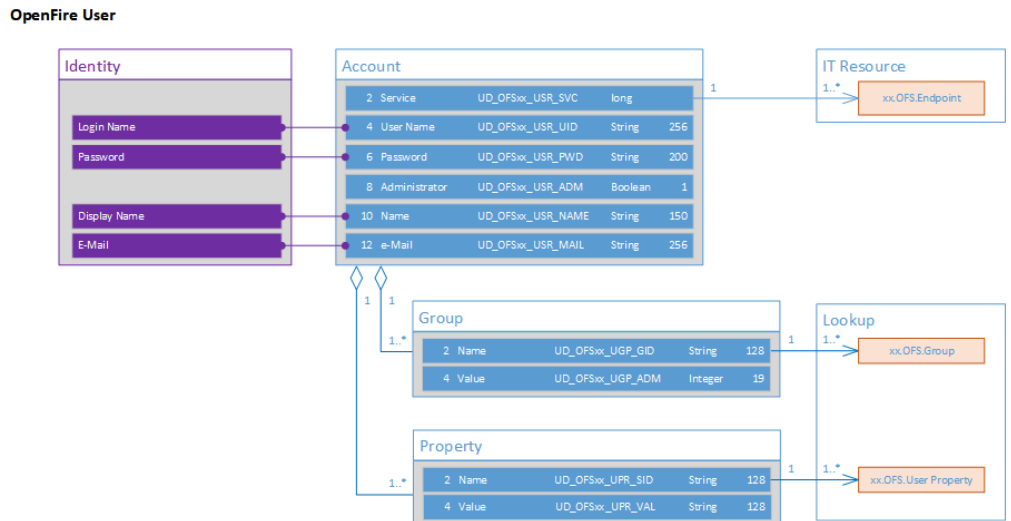 OpenFire User
Identity
Account
IT Resource
2 Service UD_OFSxx_USR_SVC long
1
1..*
xx.OFS.Endpoint
Login Name
4 User Name UD_OFSxx_USR_UID String 256
Password
6 Password UD_OFSxx_USR_PWD String 200
8 Administrator UD_OFSxx_USR_ADM Boolean 1
Display Name
10 Name UD_OFSxx_USR_NAME String 150
E-Mail
12 e-Mail UD_OFSxx_USR_MAIL String 256
1
1
Group
Lookup
1..*
2 Name UD_OFSxx_UGP_GID String 128
1
1..*
xx.OFS.Group
4 Value UD_OFSxx_UGP_ADM Integer 19
Property
1..*
2 Name UD_OFSxx_UPR_SID String 128
1
1..*
xx.OFS.User Property
4 Value UD_OFSxx_UPR_VAL String 128